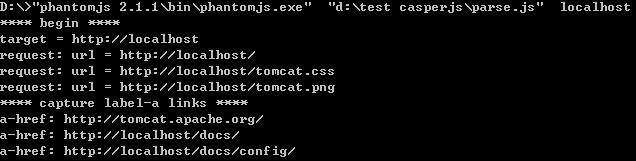 D:\>"phantomjs 2.1.1\bin\phantomjs.exe"  "d:\test casperjs\parse.js"  localhost
**** begin ****
target = http://localhost
request: url = http://localhost/
request: url = http://localhost/tomcat.css
request: url = http://localhost/tomcat.png
**** capture label-a links ****
a-href: http://tomcat.apache.org/
a-href: http://localhost/docs/
a-href: http://localhost/docs/config/